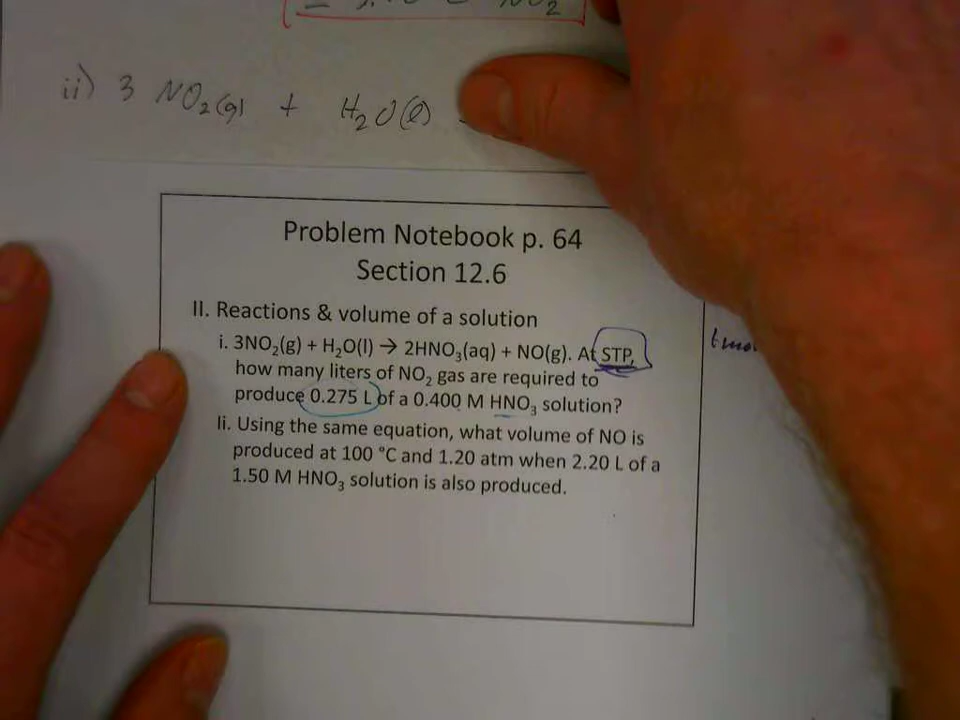 NO₂
ii) 3 NO₂(g) + H₂O(l)
Problem Notebook p. 64
Section 12.6
II. Reactions & volume of a solution
i. 3NO₂(g) + H₂O(l) → 2HNO₃(aq) + NO(g). At STP,
how many liters of NO₂ gas are required to
produce 0.275 L of a 0.400 M HNO₃ solution?
Ii. Using the same equation, what volume of NO is
produced at 100 °C and 1.20 atm when 2.20 L of a
1.50 M HNO₃ solution is also produced.